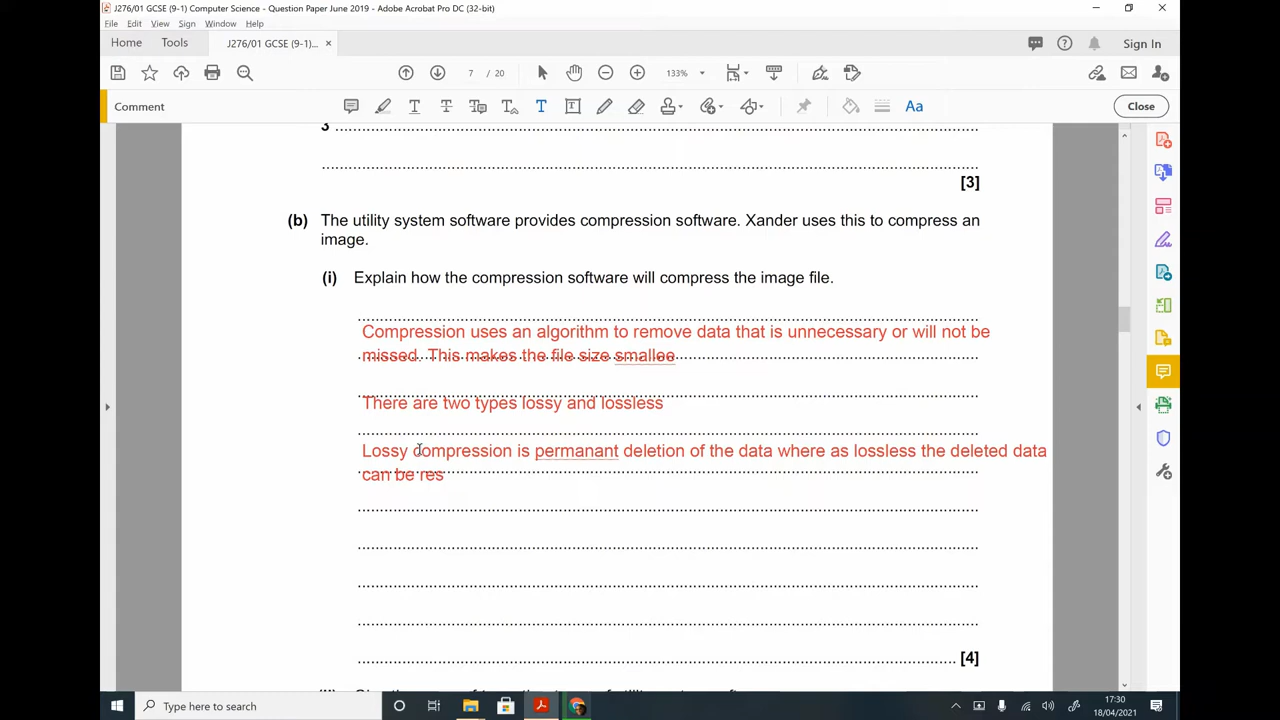 J276/01 GCSE (9-1) Computer Science - Question Paper June 2019 - Adobe Acrobat Pro DC (32-bit)
File Edit View Sign Window Help
Home Tools J276/01 GCSE (9-1)... × Sign In
7 / 20 133%
Comment Aa Close
3
[3]
(b) The utility system software provides compression software. Xander uses this to compress an
image.
(i) Explain how the compression software will compress the image file.
Compression uses an algorithm to remove data that is unnecessary or will not be
missed. This makes the file size smallee
There are two types lossy and lossless
Lossy compression is permanant deletion of the data where as lossless the deleted data
can be res
[4]
Type here to search
17:30
18/04/2021